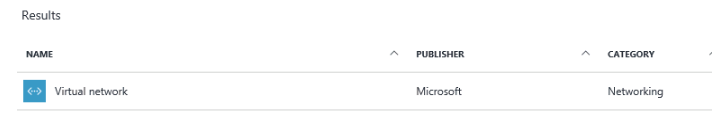 Results
NAME PUBLISHER CATEGORY
Virtual network Microsoft Networking